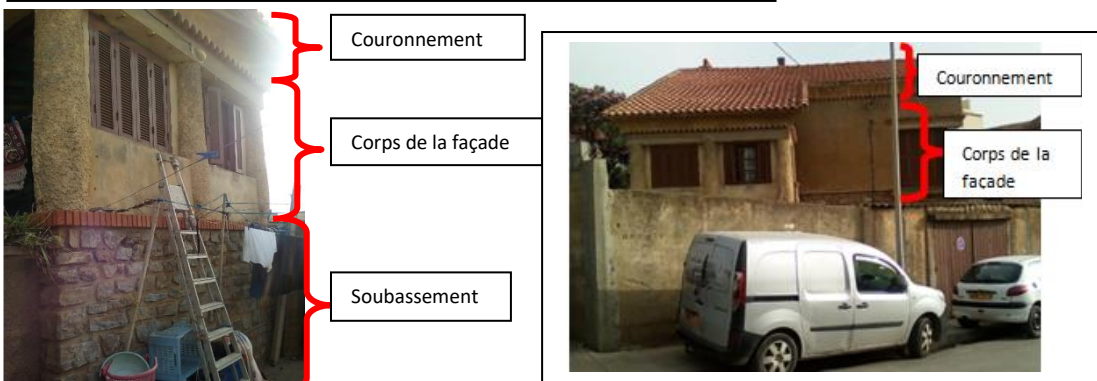 Couronnement
Corps de la façade
Soubassement
Couronnement
Corps de la
façade